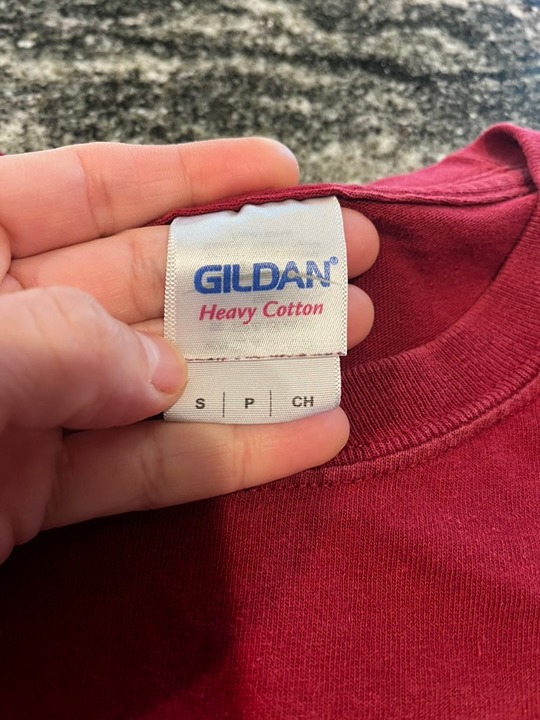 GILDAN®
Heavy Cotton
S | P | CH